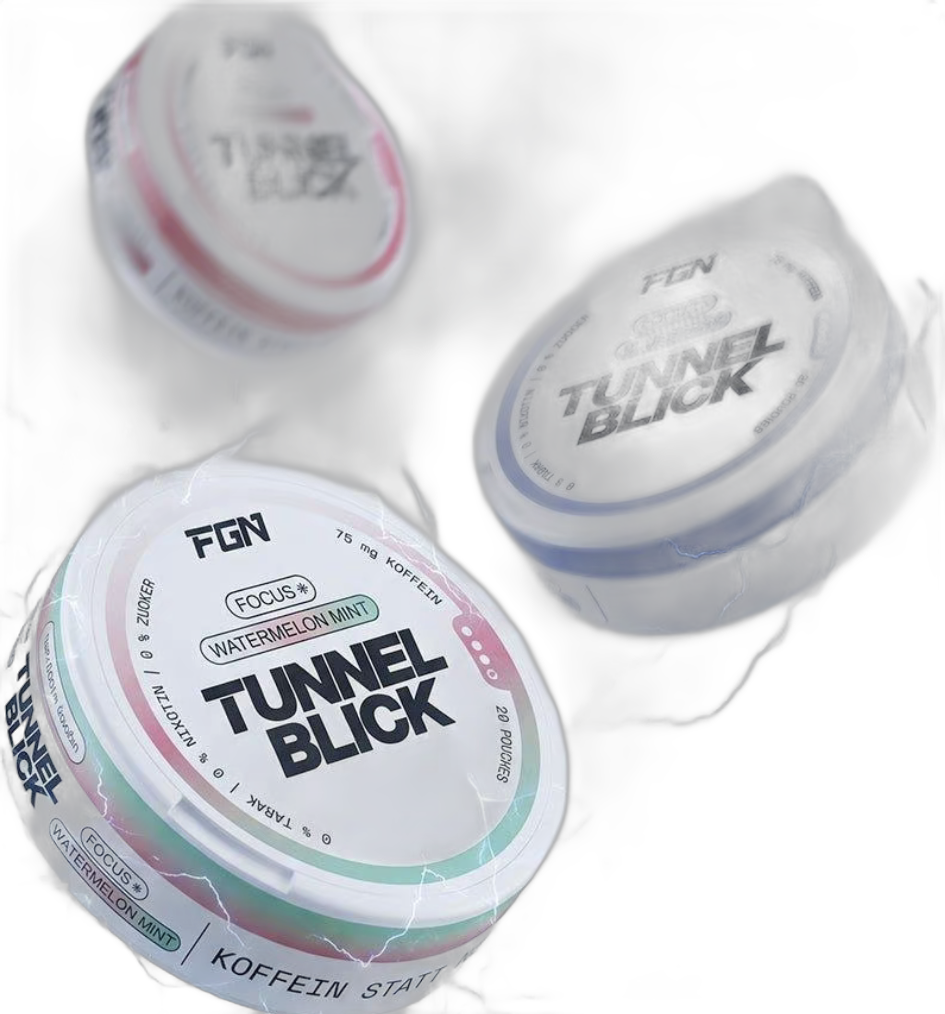 FGN
TUNNEL
BLICK
KOFFEIN
FGN
TUNNEL
BLICK
FGN
75 mg KOFFEIN
FOCUS*
WATERMELON MINT
TUNNEL
BLICK
20 POUCHES
0 % TABAK / 0 % NIKOTIN / 0 % ZUCKER
TUNNEL
BLICK
FOCUS*
WATERMELON MINT
KOFFEIN STATT